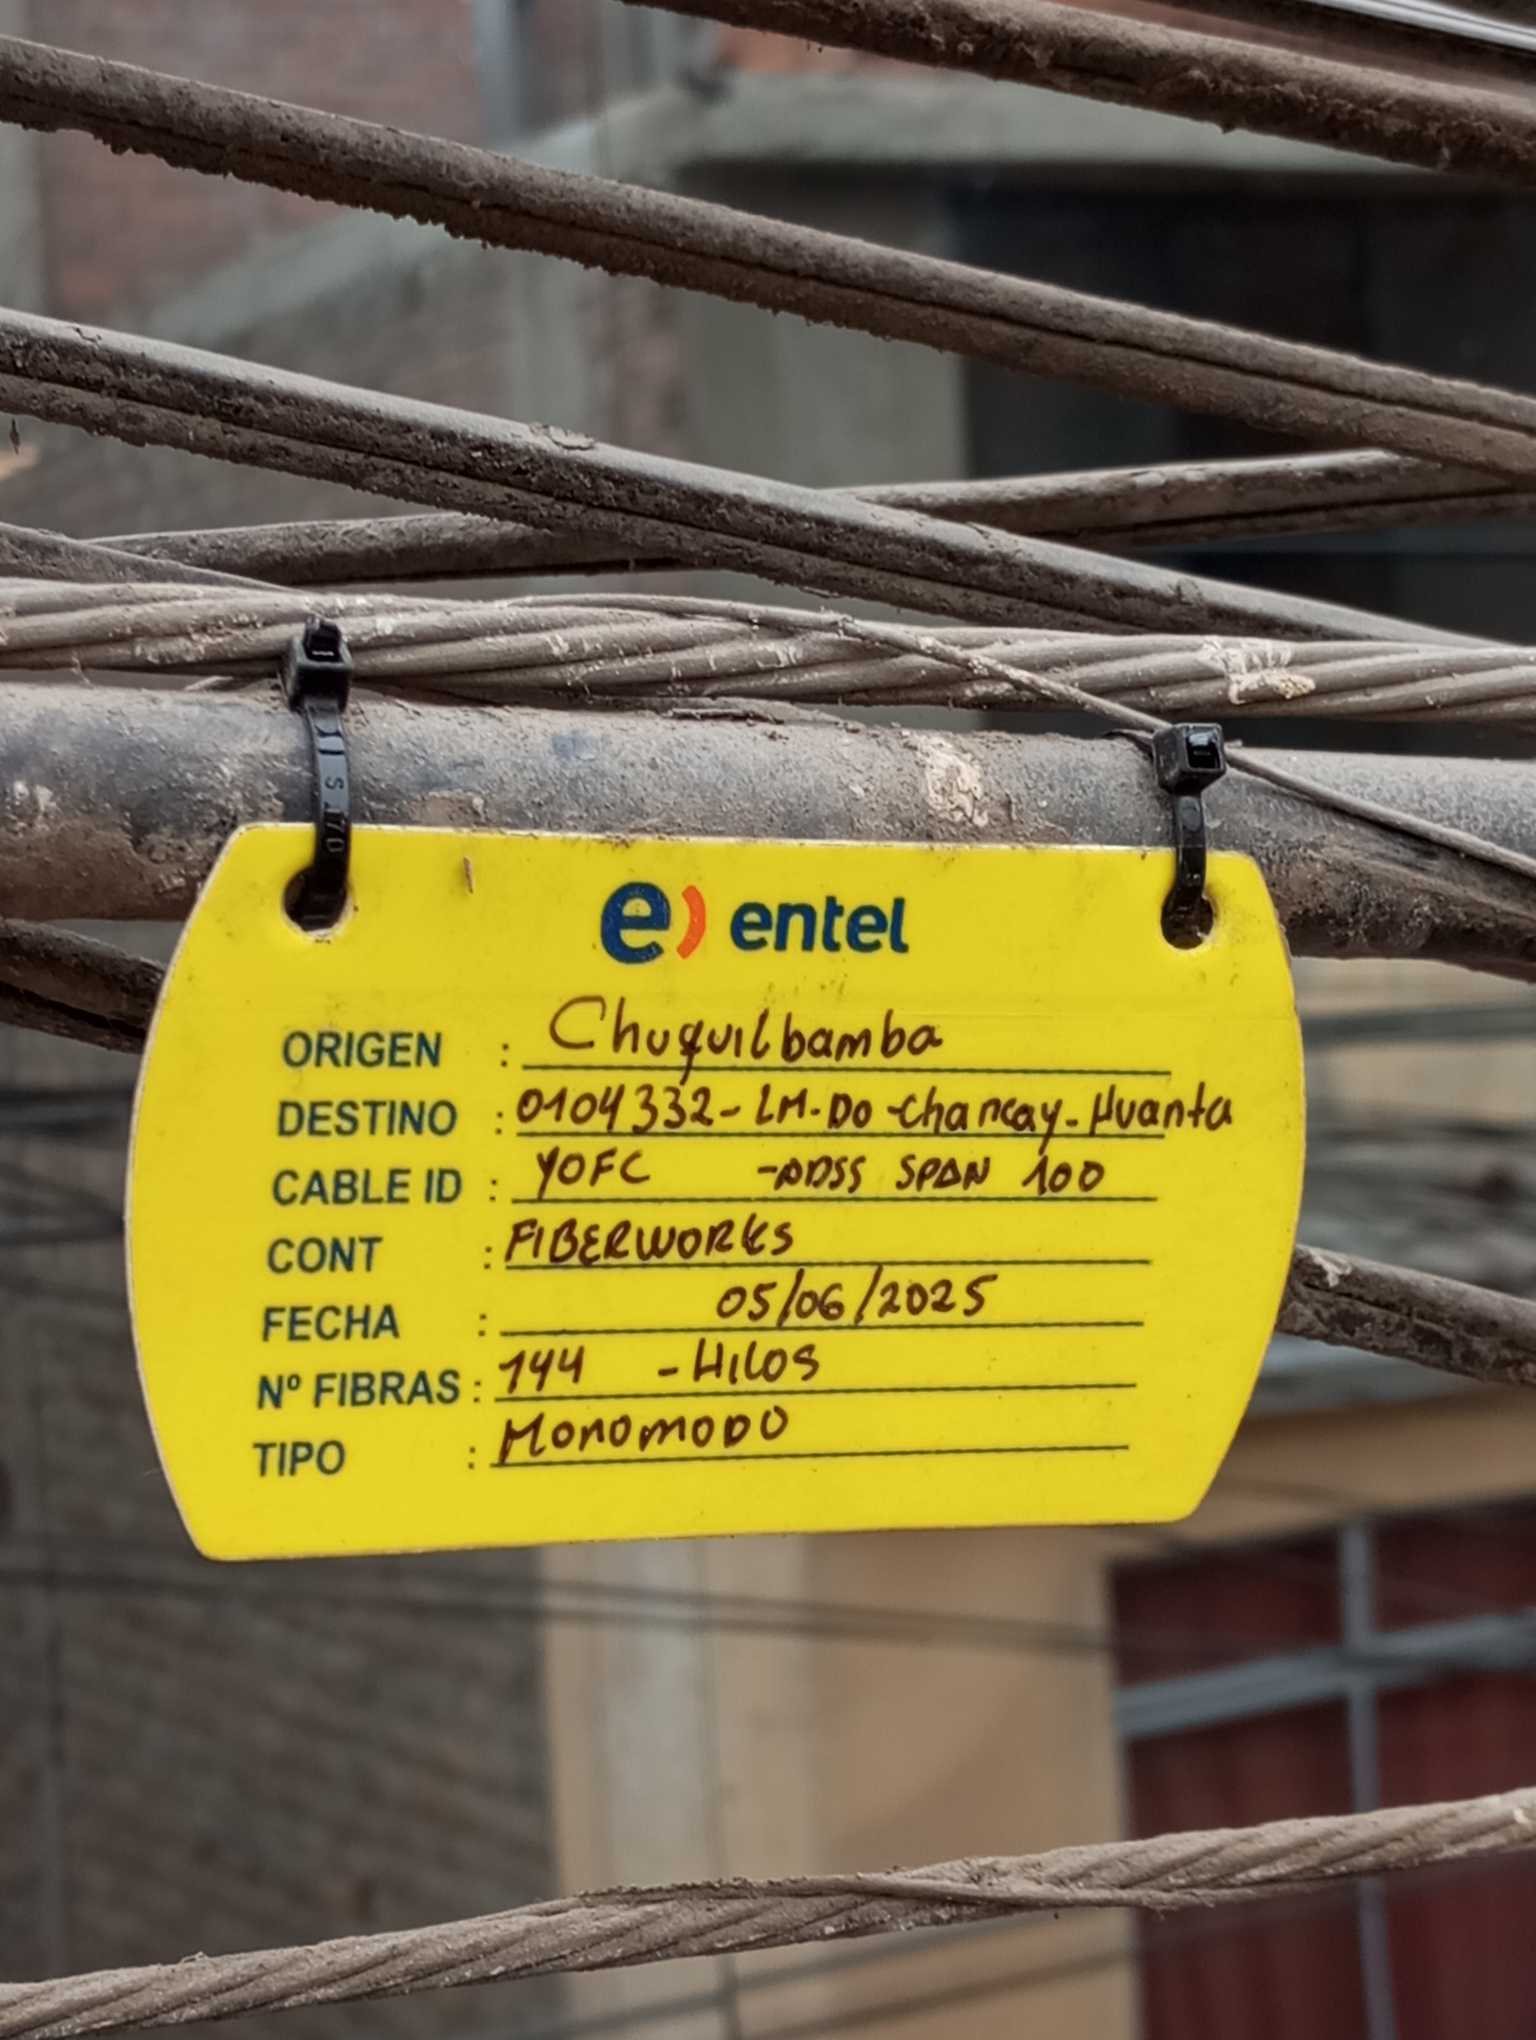 e) entel
ORIGEN : Chuquilbamba
DESTINO : 0104332-LM-DO-Chancay-Huanta
CABLE ID : YOFC -ADSS SPAN 100
CONT : FIBERWORKS
FECHA : 05/06/2025
Nº FIBRAS : 144 -HILOS
TIPO : MONOMODO